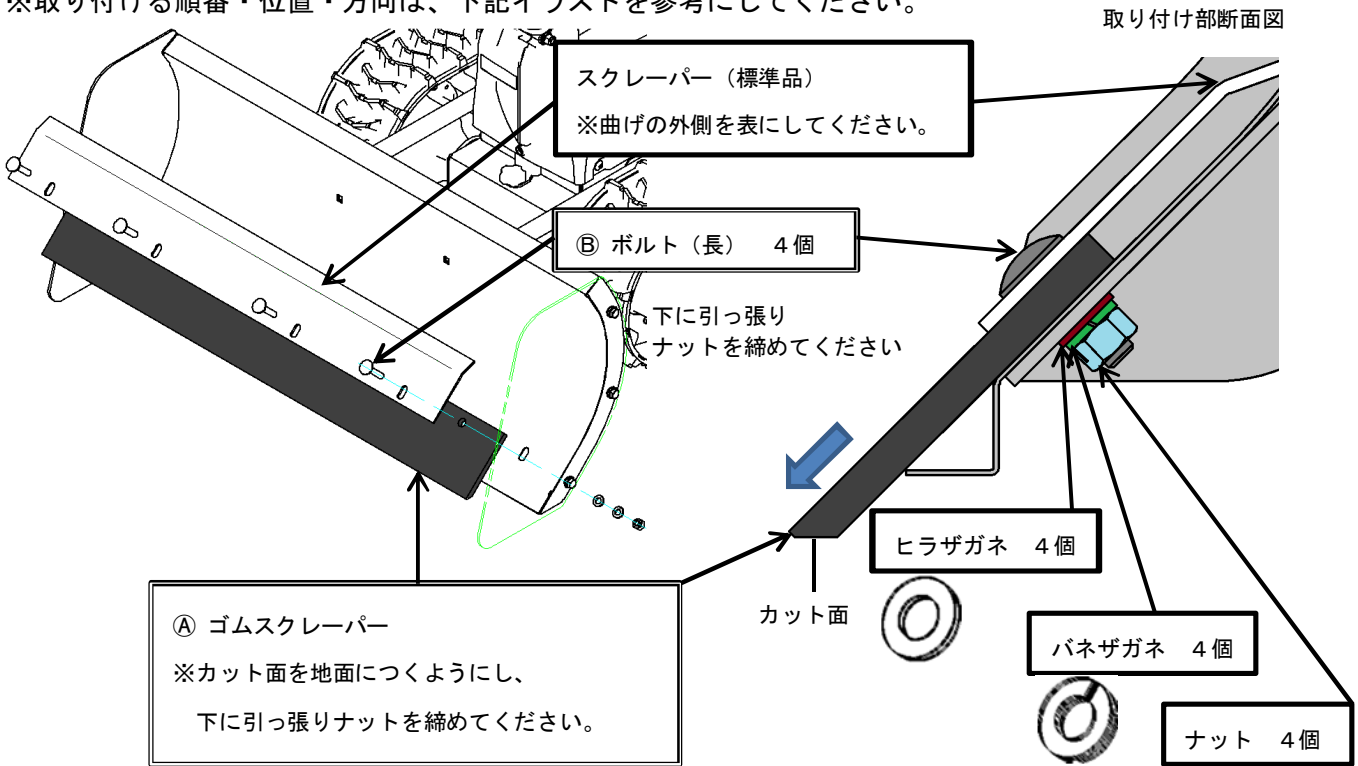 ※取り付ける順番・位置・方向は、下記イラストを参考にしてください。
取り付け部断面図
スクレーパー（標準品）
※曲げの外側を表にしてください。
Ⓑ ボルト（長）　４個
下に引っ張り
ナットを締めてください
ヒラザガネ　４個
カット面
バネザガネ　４個
ナット　４個
Ⓐ ゴムスクレーパー
※カット面を地面につくようにし、
下に引っ張りナットを締めてください。